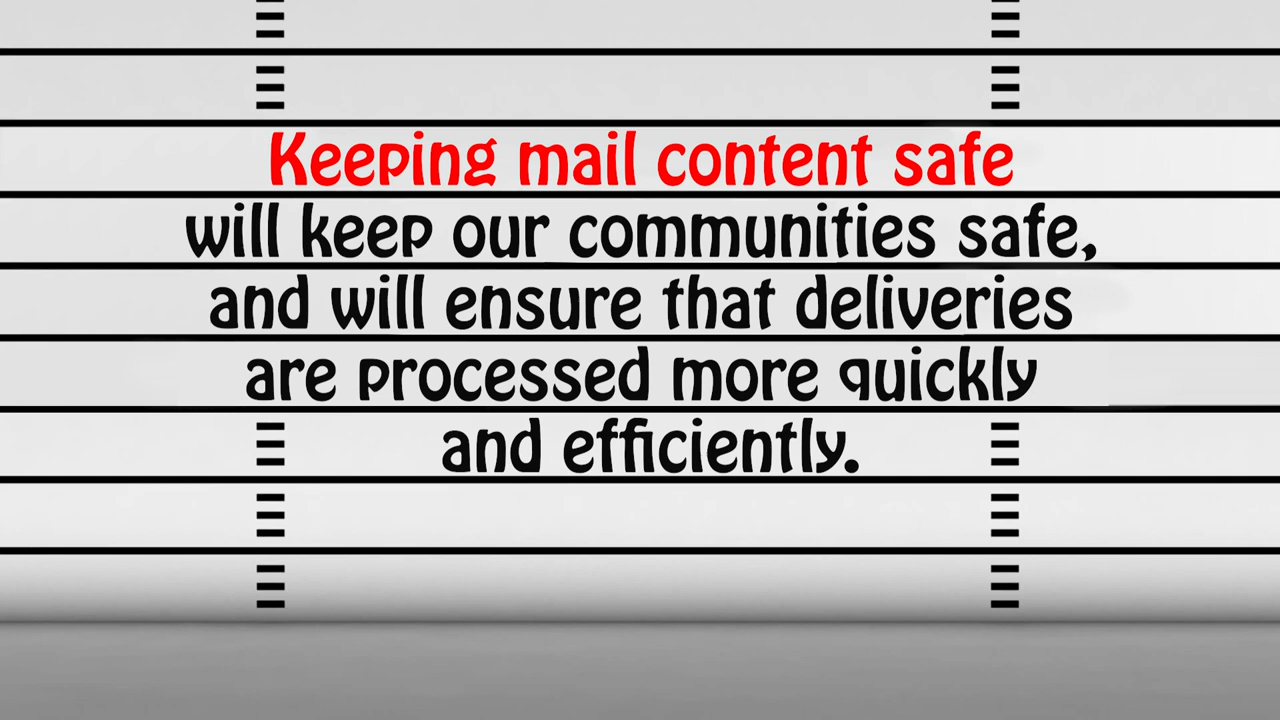 Keeping mail content safe
will keep our communities safe,
and will ensure that deliveries
are processed more quickly
and efficiently.